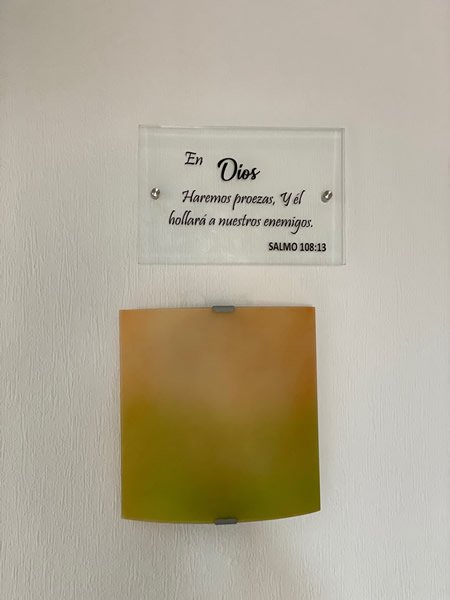 En Dios
Haremos proezas, Y él
hollará a nuestros enemigos.
SALMO 108:13